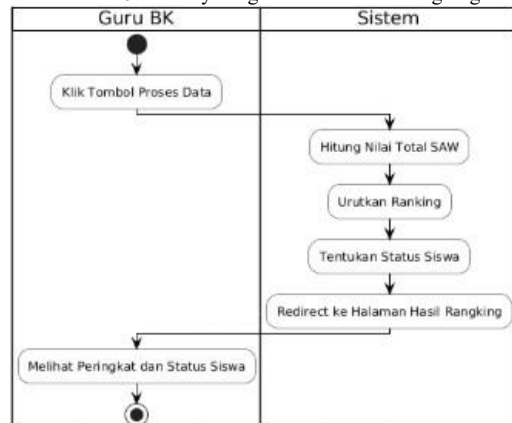 Guru BK
Sistem
Klik Tombol Proses Data
Hitung Nilai Total SAW
Urutkan Ranking
Tentukan Status Siswa
Redirect ke Halaman Hasil Rangking
Melihat Peringkat dan Status Siswa